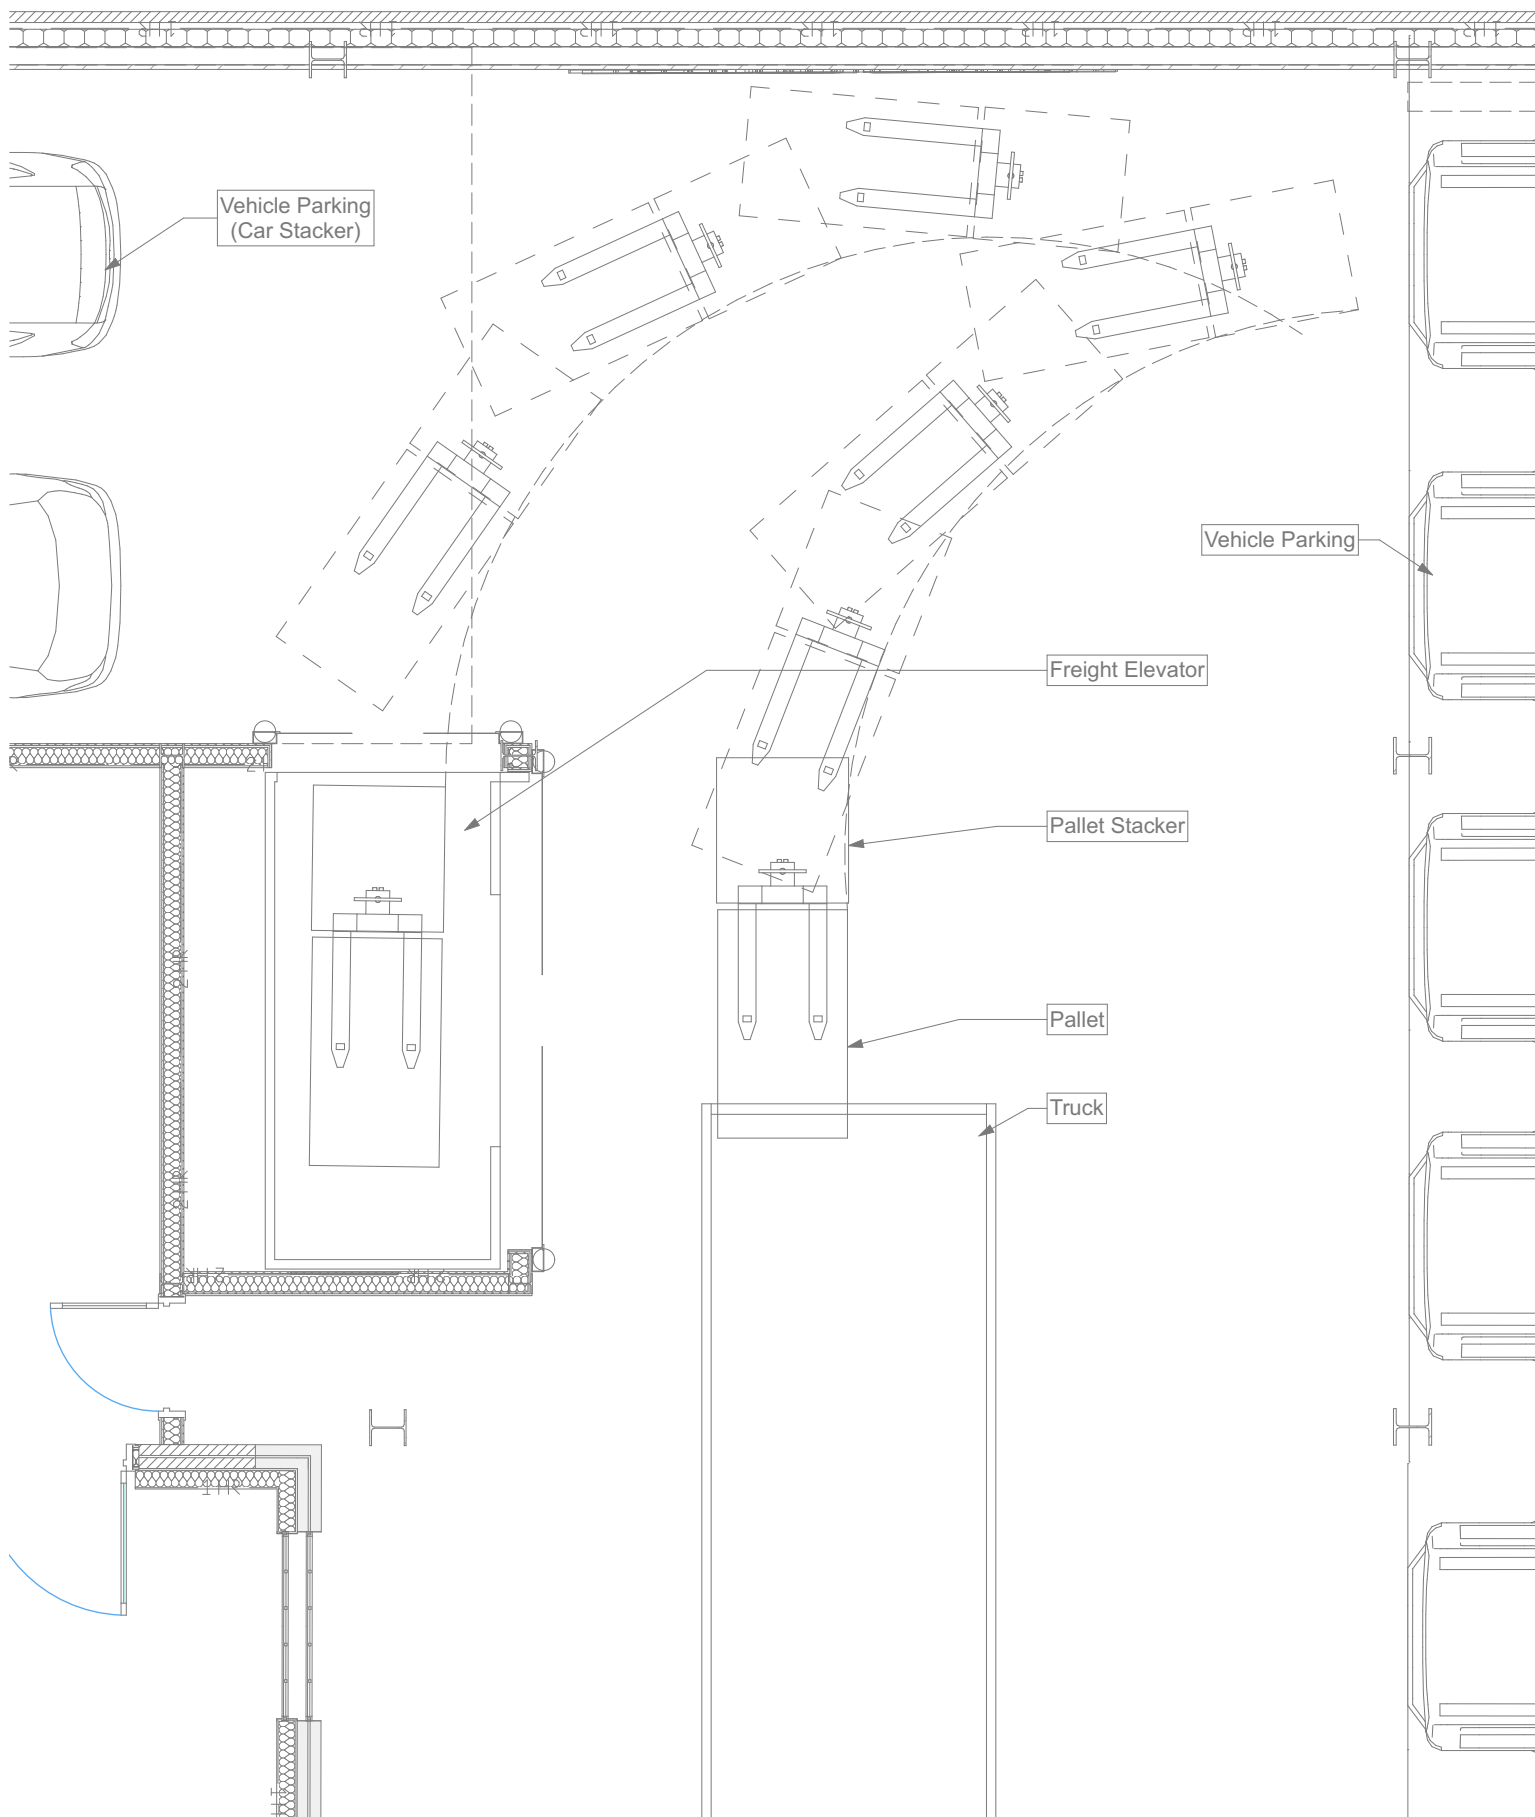 Vehicle Parking
(Car Stacker)
Vehicle Parking
Freight Elevator
Pallet Stacker
Pallet
Truck